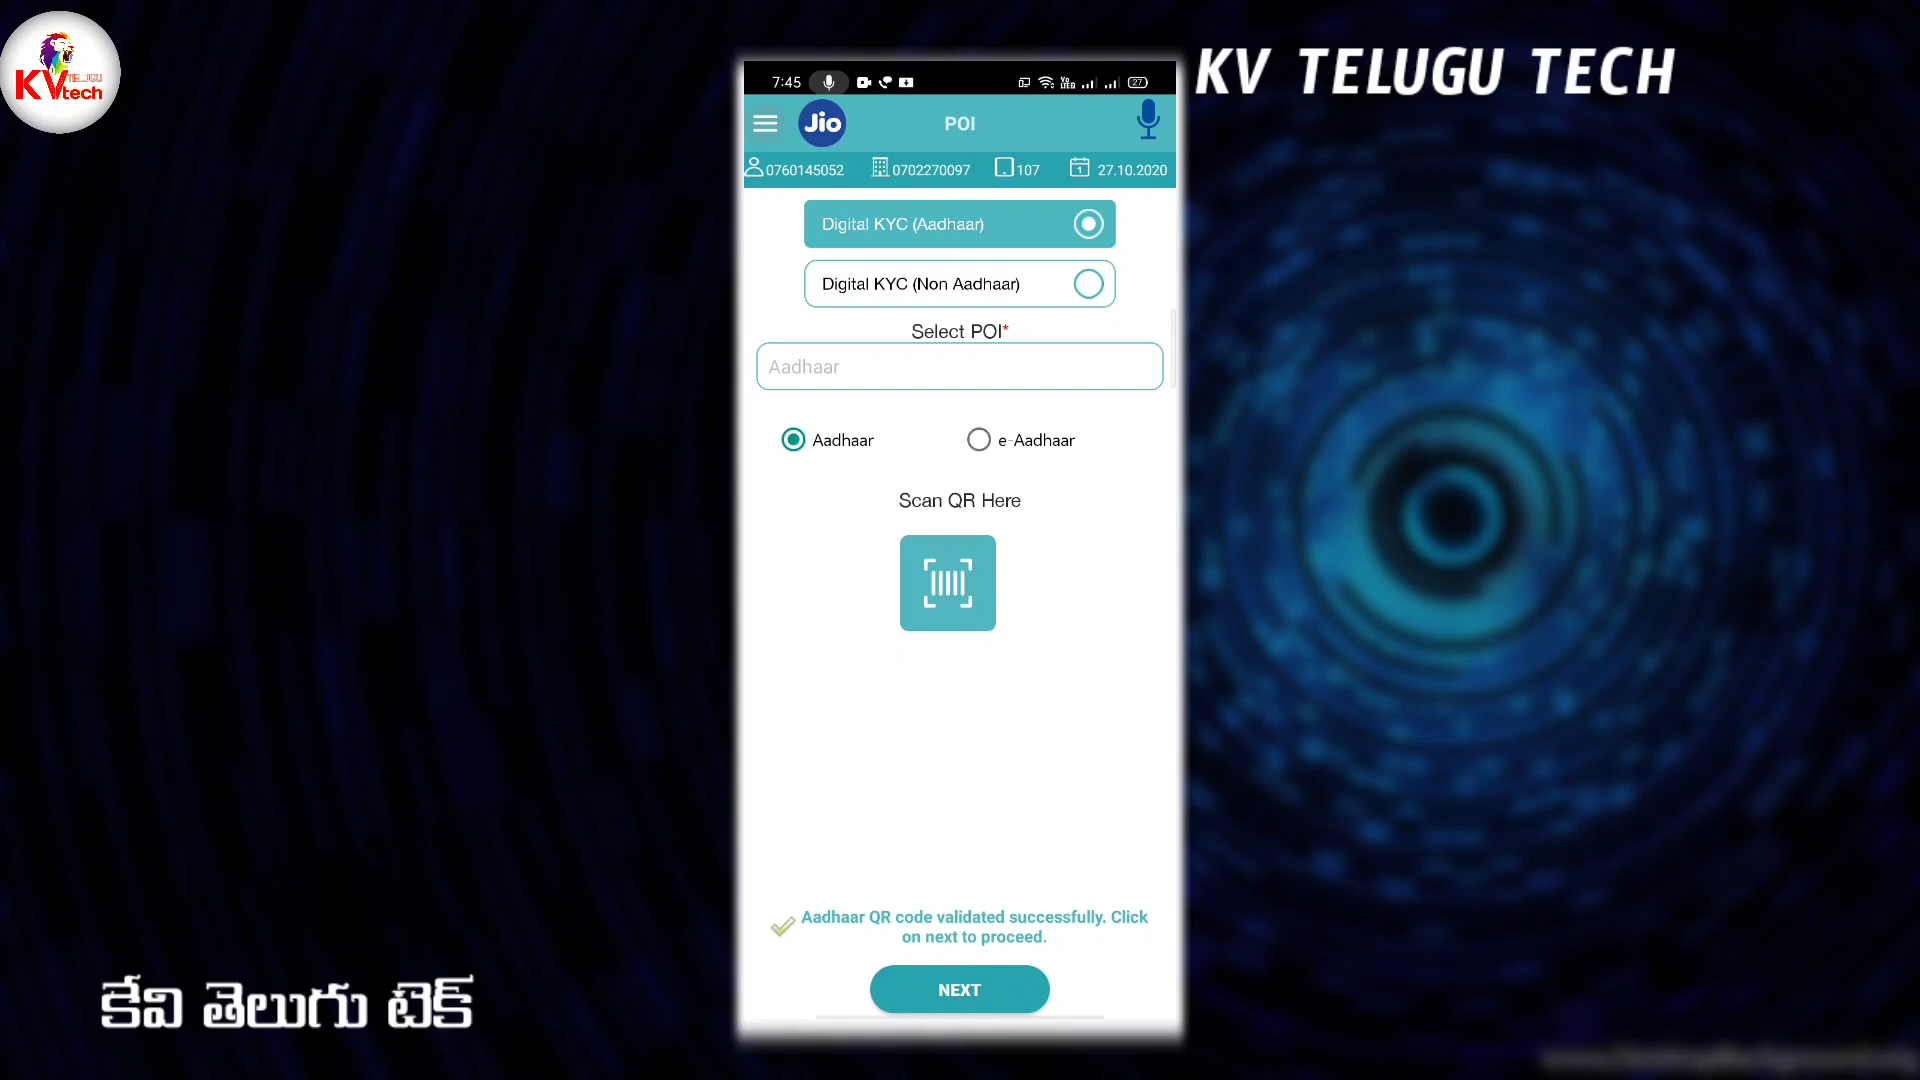 KV TELUGU
tech
KV TELUGU TECH
7:45
27
Jio
POI
0760145052 0702270097 107 27.10.2020
Digital KYC (Aadhaar)
Digital KYC (Non Aadhaar)
Select POI*
Aadhaar
Aadhaar e-Aadhaar
Scan QR Here
Aadhaar QR code validated successfully. Click
on next to proceed.
NEXT
కేవి తెలుగు టెక్